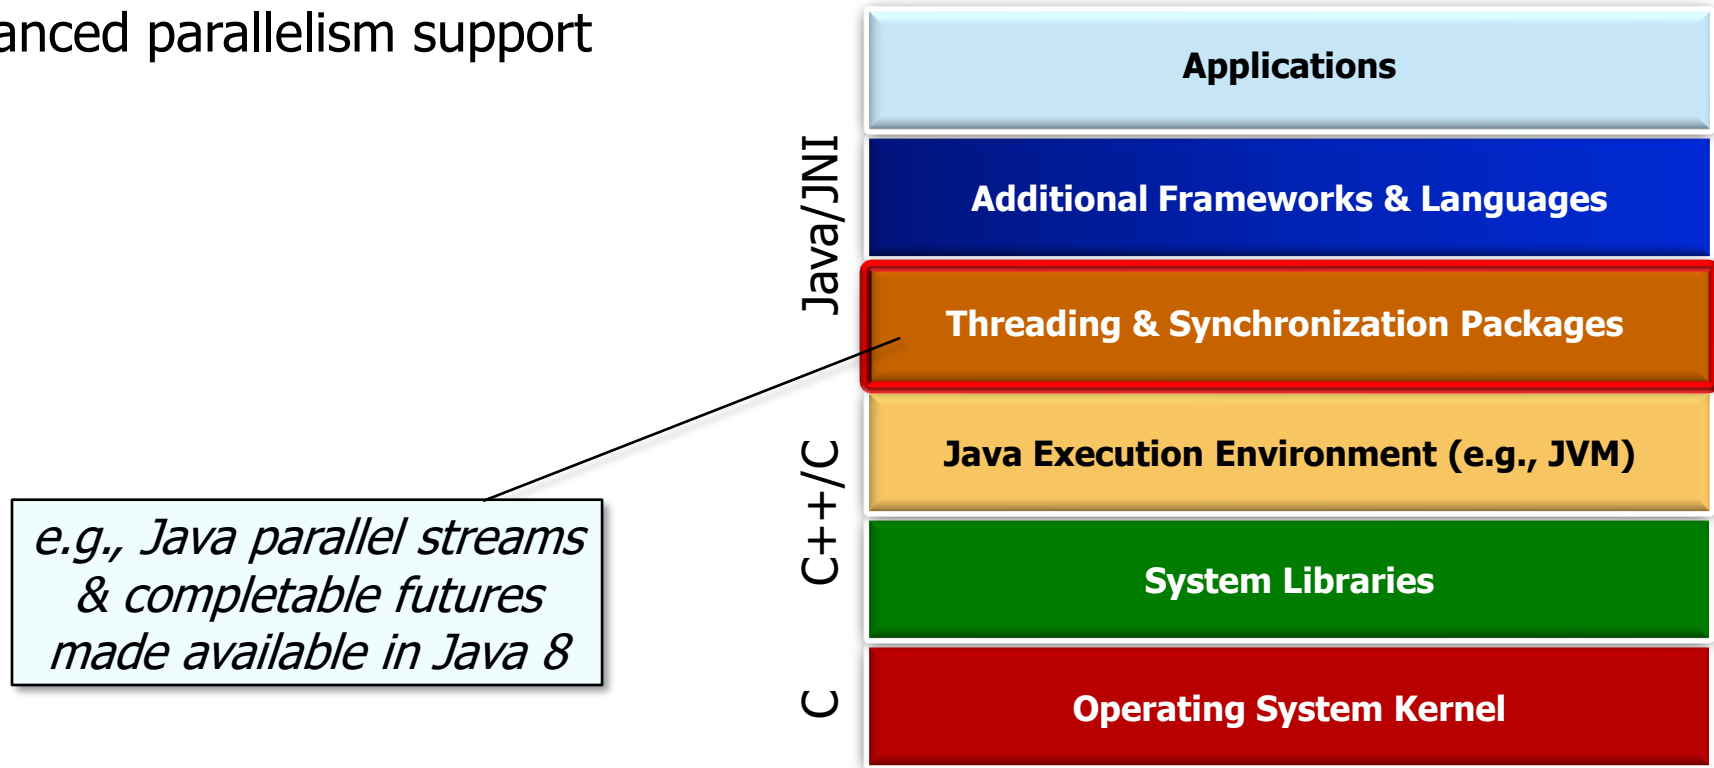 anced parallelism support
Applications
Java/JNI
Additional Frameworks & Languages
Threading & Synchronization Packages
C++/C
Java Execution Environment (e.g., JVM)
e.g., Java parallel streams
& completable futures
made available in Java 8
System Libraries
C
Operating System Kernel